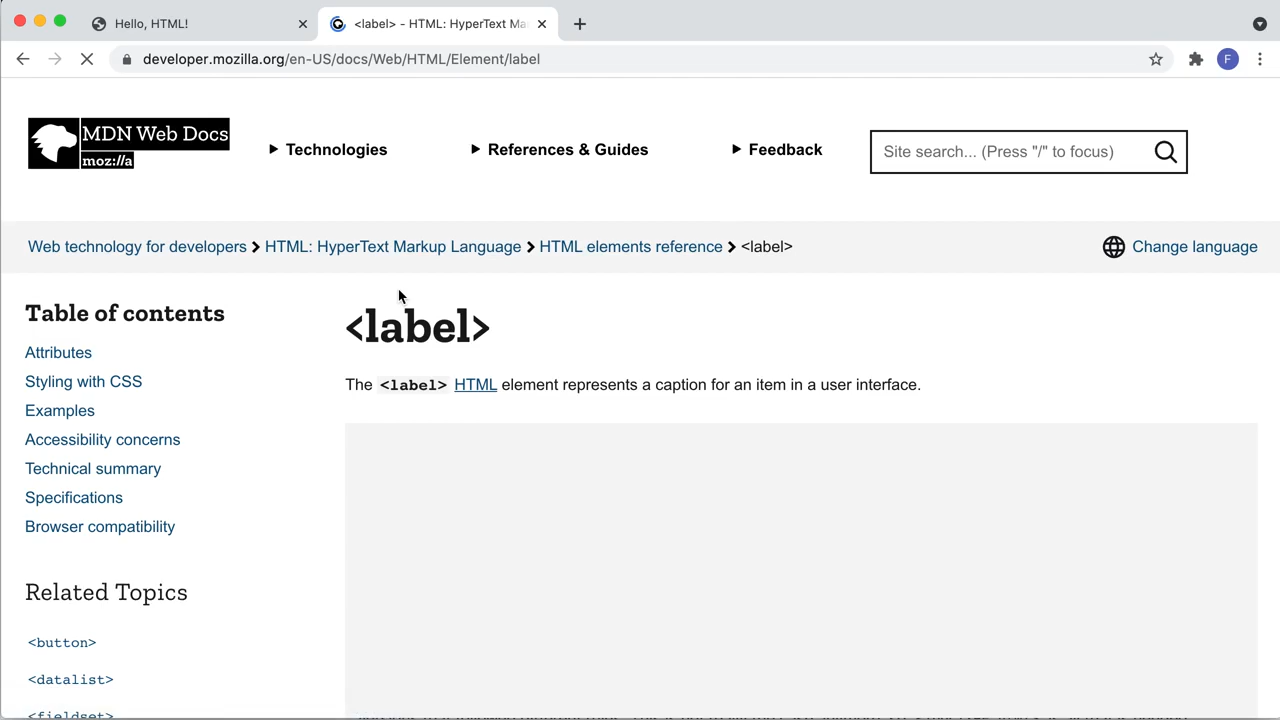 Hello, HTML!
<label> - HTML: HyperText Ma
developer.mozilla.org/en-US/docs/Web/HTML/Element/label
F
MDN Web Docs
moz://a
Technologies
References & Guides
Feedback
Site search... (Press "/" to focus)
Web technology for developers
HTML: HyperText Markup Language
HTML elements reference
<label>
Change language
Table of contents
Attributes
Styling with CSS
Examples
Accessibility concerns
Technical summary
Specifications
Browser compatibility
Related Topics
<button>
<datalist>
<fieldset>
<label>
The <label> HTML element represents a caption for an item in a user interface.